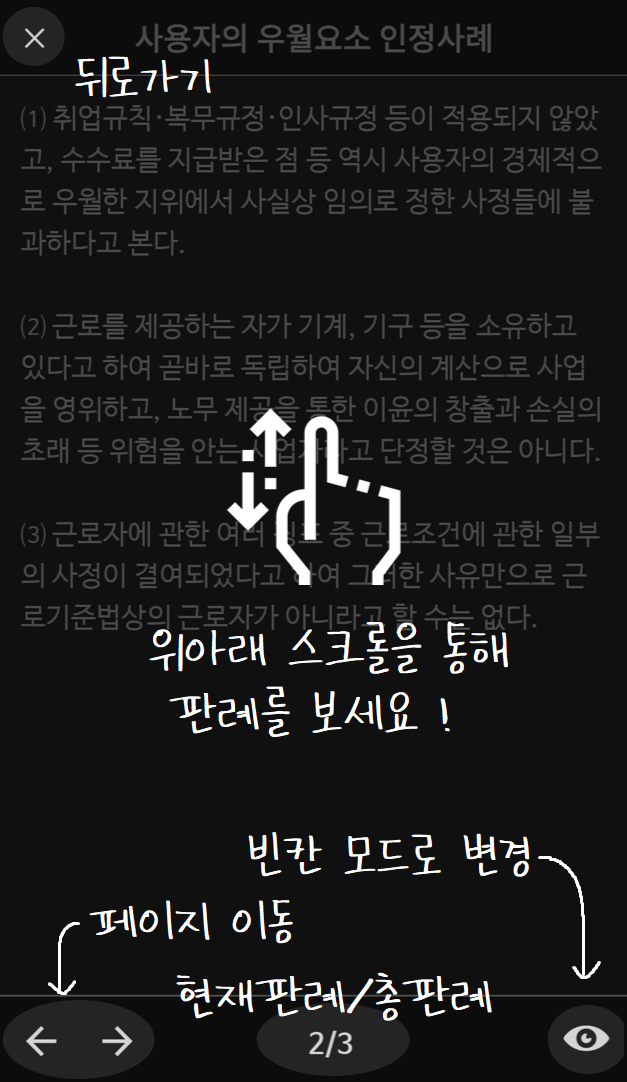 사용자의 우월요소 인정사례
뒤로가기
(1) 취업규칙·복무규정·인사규정 등이 적용되지 않았
고, 수수료를 지급받은 점 등 역시 사용자의 경제적으
로 우월한 지위에서 사실상 임의로 정한 사정들에 불
과하다고 본다.
(2) 근로를 제공하는 자가 기계, 기구 등을 소유하고
있다고 하여 곧바로 독립하여 자신의 계산으로 사업
을 영위하고, 노무 제공을 통한 이윤의 창출과 손실의
초래 등 위험을 안는 사업자라고 단정할 것은 아니다.
(3) 근로자에 관한 여러 징표 중 근로조건에 관한 일부
의 사정이 결여되었다고 하여 그러한 사유만으로 근
로기준법상의 근로자가 아니라고 할 수는 없다.
위아래 스크롤을 통해
판례를 보세요 !
빈칸 모드로 변경
페이지 이동
현재판례/총판례
2/3